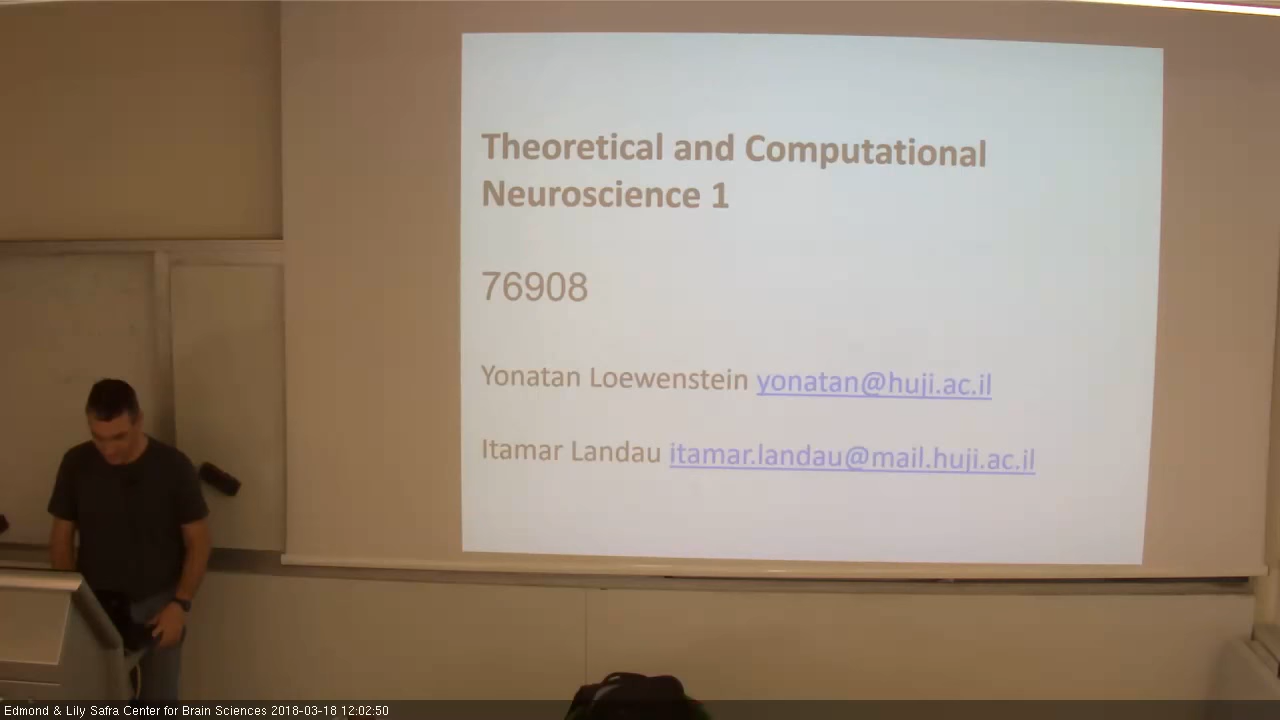 Theoretical and Computational
Neuroscience 1
76908
Yonatan Loewenstein yonatan@huji.ac.il
Itamar Landau itamar.landau@mail.huji.ac.il
Edmond & Lily Safra Center for Brain Sciences 2018-03-18 12:02:50